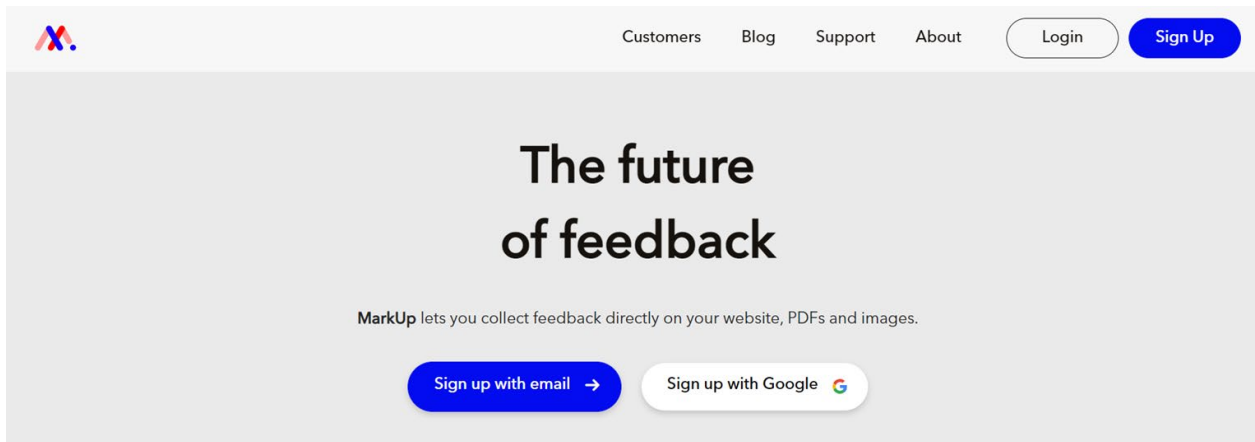 Customers Blog Support About Login Sign Up
The future
of feedback
MarkUp lets you collect feedback directly on your website, PDFs and images.
Sign up with email → Sign up with Google